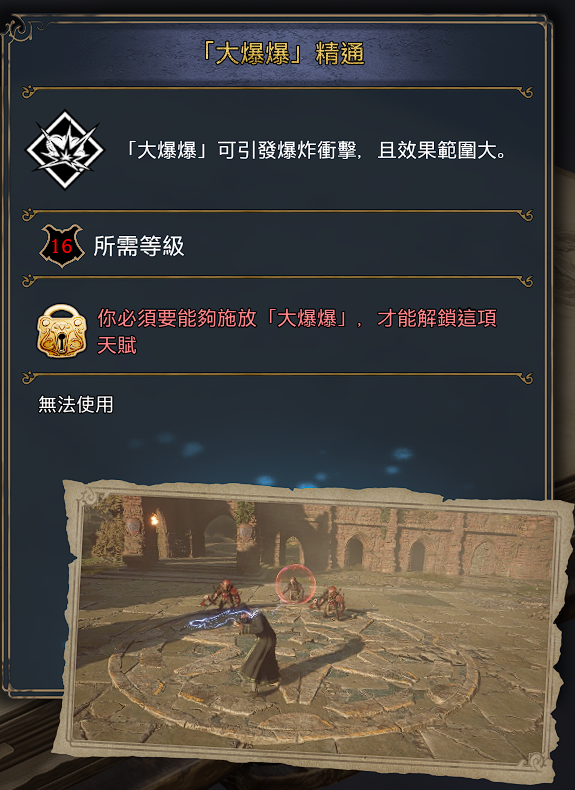 「大爆爆」精通
「大爆爆」可引發爆炸衝擊，且效果範圍大。
16 所需等級
你必須要能夠施放「大爆爆」，才能解鎖這項
天賦
無法使用